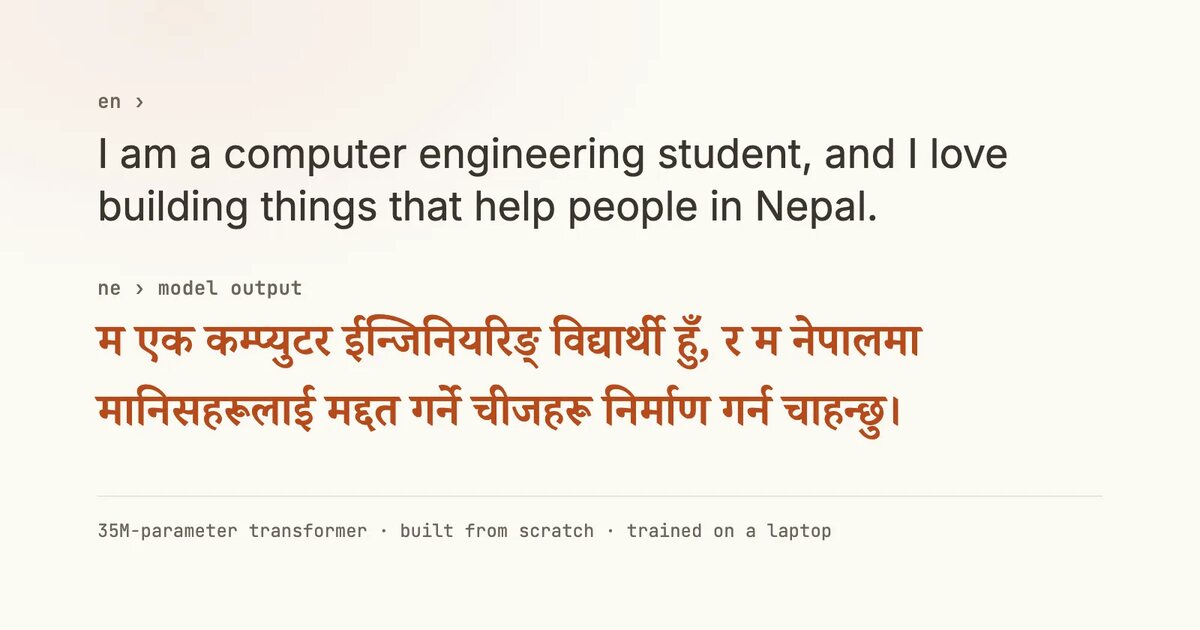 en ›
I am a computer engineering student, and I love
building things that help people in Nepal.
ne › model output
म एक कम्प्युटर ईन्जिनियरिङ् विद्यार्थी हुँ, र म नेपालमा
मानिसहरूलाई मद्दत गर्ने चीजहरू निर्माण गर्न चाहन्छु।
35M-parameter transformer · built from scratch · trained on a laptop